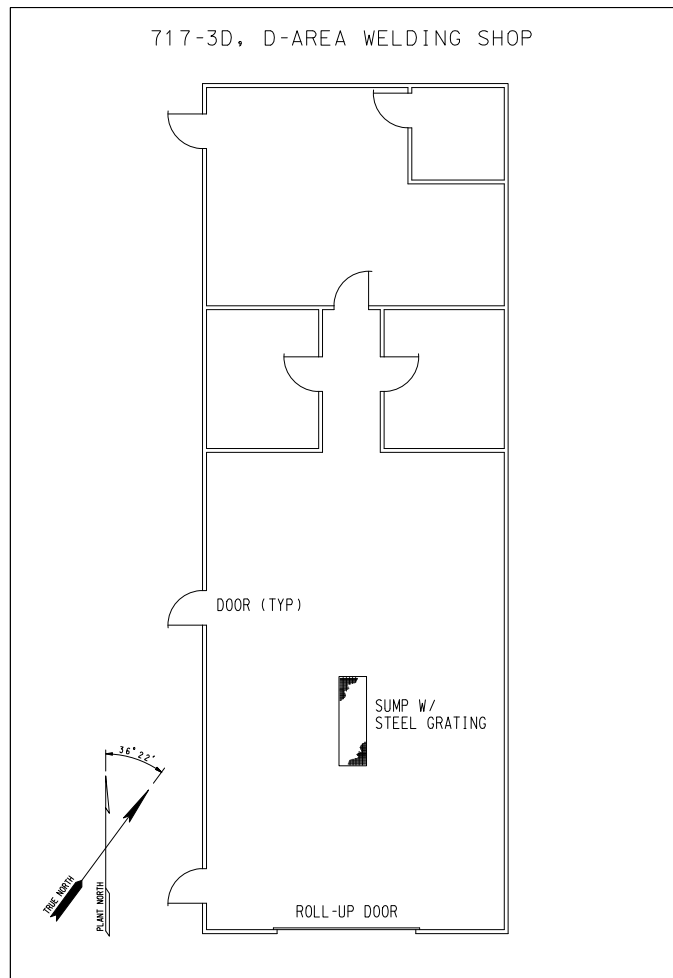 717-3D, D-AREA WELDING SHOP
DOOR (TYP)
SUMP W/
STEEL GRATING
36°22'
TRUE NORTH
PLANT NORTH
ROLL-UP DOOR